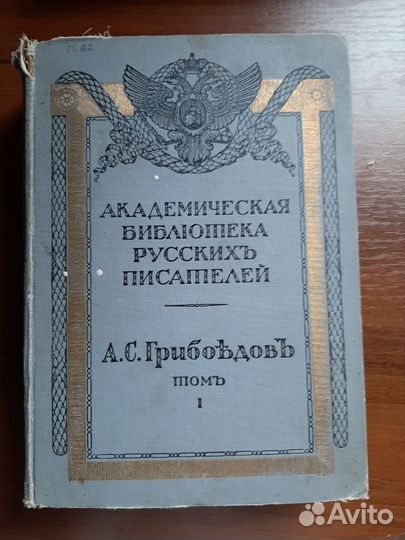 Г-82
АКАДЕМИЧЕСКАЯ
БИБЛІОТЕКА
РУССКИХЪ
ПИСАТЕЛЕЙ
А.С.ГРИБОѢДОВЪ
ТОМЪ
I
Avito